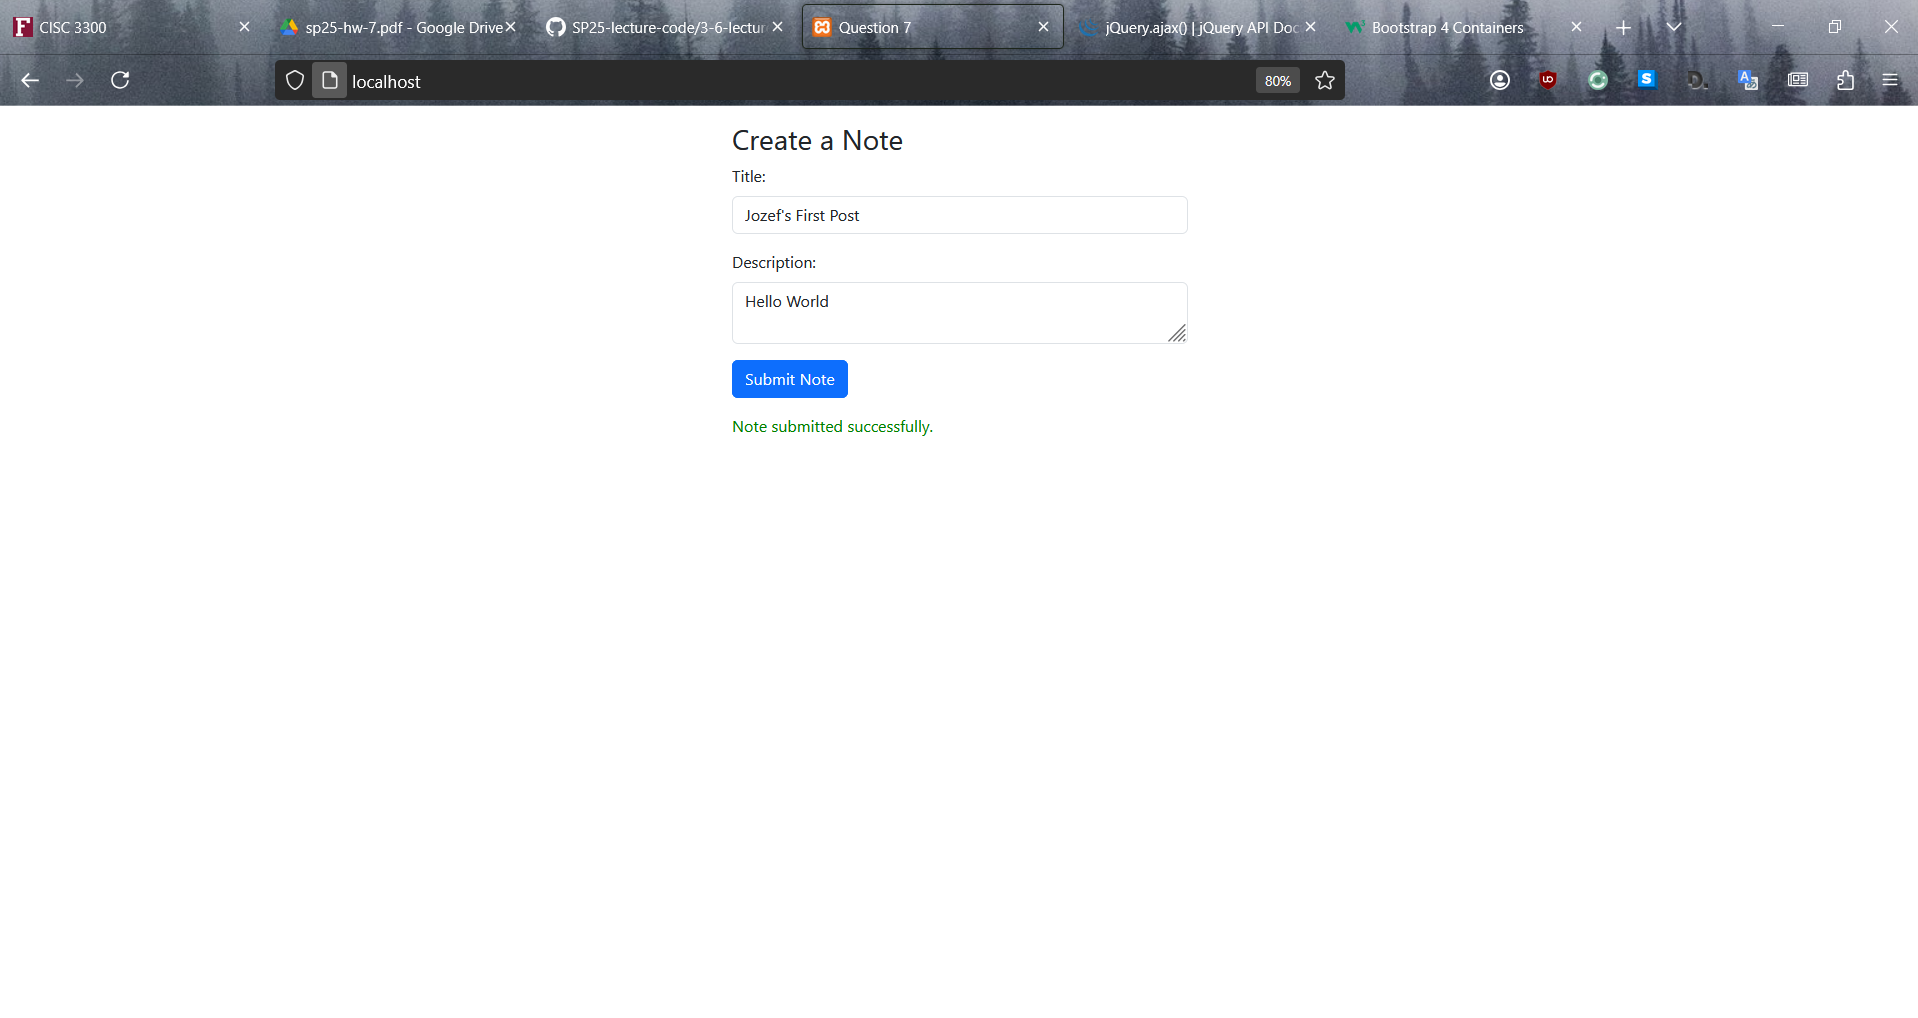 CISC 3300
sp25-hw-7.pdf - Google Drive
SP25-lecture-code/3-6-lectur
Question 7
jQuery.ajax() | jQuery API Doc
Bootstrap 4 Containers
localhost
80%
Create a Note
Title:
Jozef's First Post
Description:
Hello World
Submit Note
Note submitted successfully.